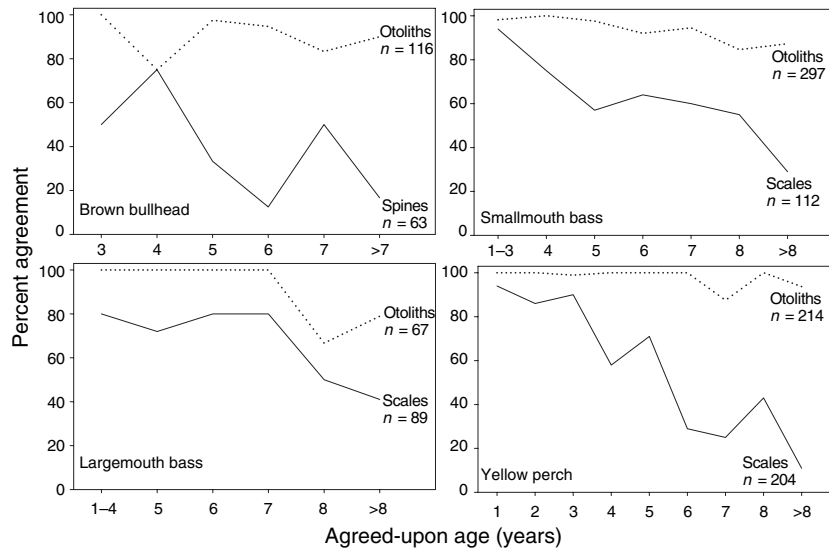 Percent agreement
100
80
60
40
20
0
Otoliths
n = 116
Spines
n = 63
Brown bullhead
3 4 5 6 7 >7
100
80
60
40
20
0
Otoliths
n = 297
Scales
n = 112
Smallmouth bass
1–3 4 5 6 7 8 >8
100
80
60
40
20
0
Otoliths
n = 67
Scales
n = 89
Largemouth bass
1–4 5 6 7 8 >8
100
80
60
40
20
0
Otoliths
n = 214
Scales
n = 204
Yellow perch
1 2 3 4 5 6 7 8 >8
Agreed-upon age (years)